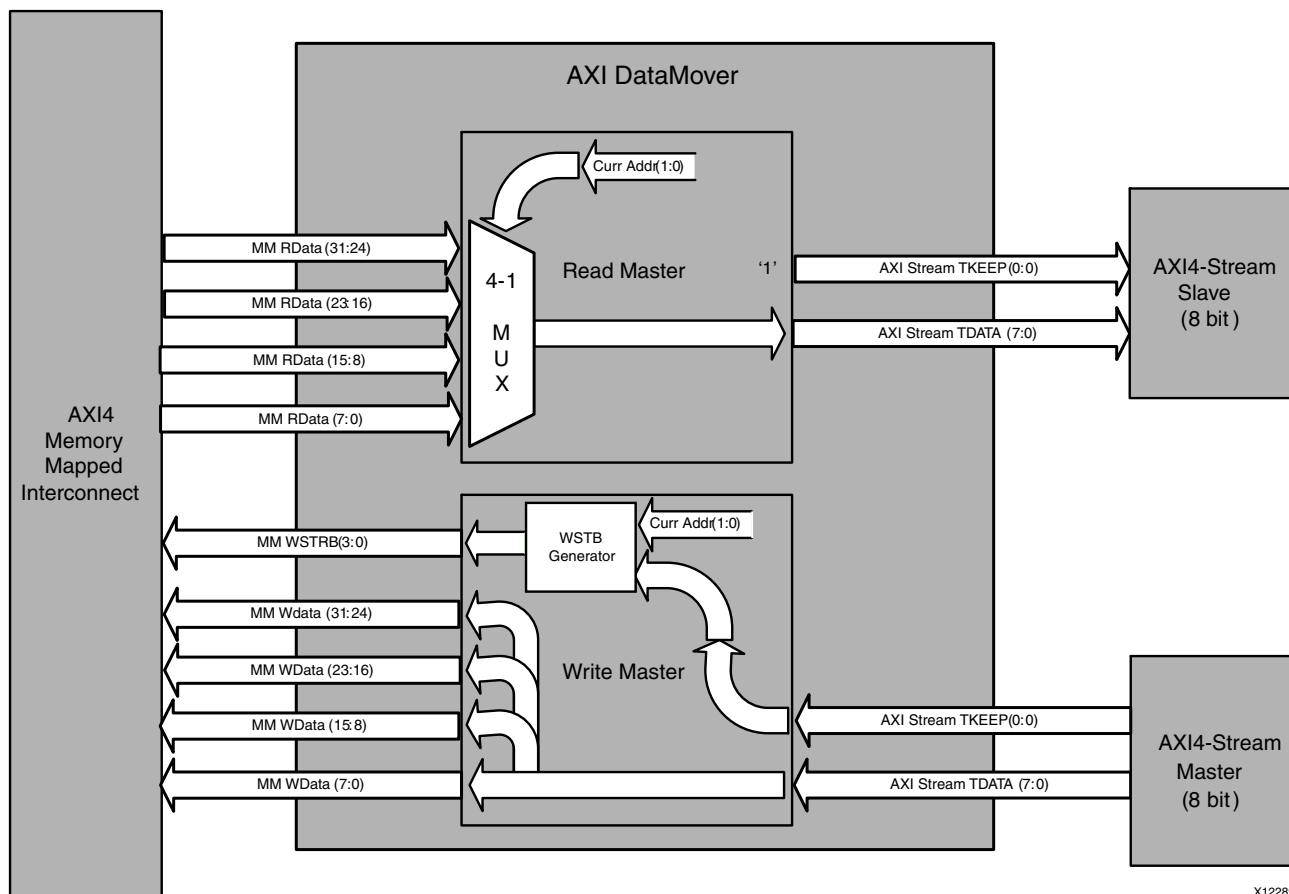 AXI DataMover
Curr Addr(1:0)
MM RData (31:24)
MM RData (23:16)
MM RData (15:8)
MM RData (7:0)
4-1
M
U
X
Read Master
‘1’
AXI Stream TKEEP(0:0)
AXI Stream TDATA (7:0)
AXI4-Stream
Slave
(8 bit)
AXI4
Memory
Mapped
Interconnect
MM WSTRB(3:0)
WSTB
Generator
Curr Addr(1:0)
MM Wdata (31:24)
MM WData (23:16)
MM WData (15:8)
MM WData (7:0)
Write Master
AXI Stream TKEEP(0:0)
AXI Stream TDATA (7:0)
AXI4-Stream
Master
(8 bit)
X1228